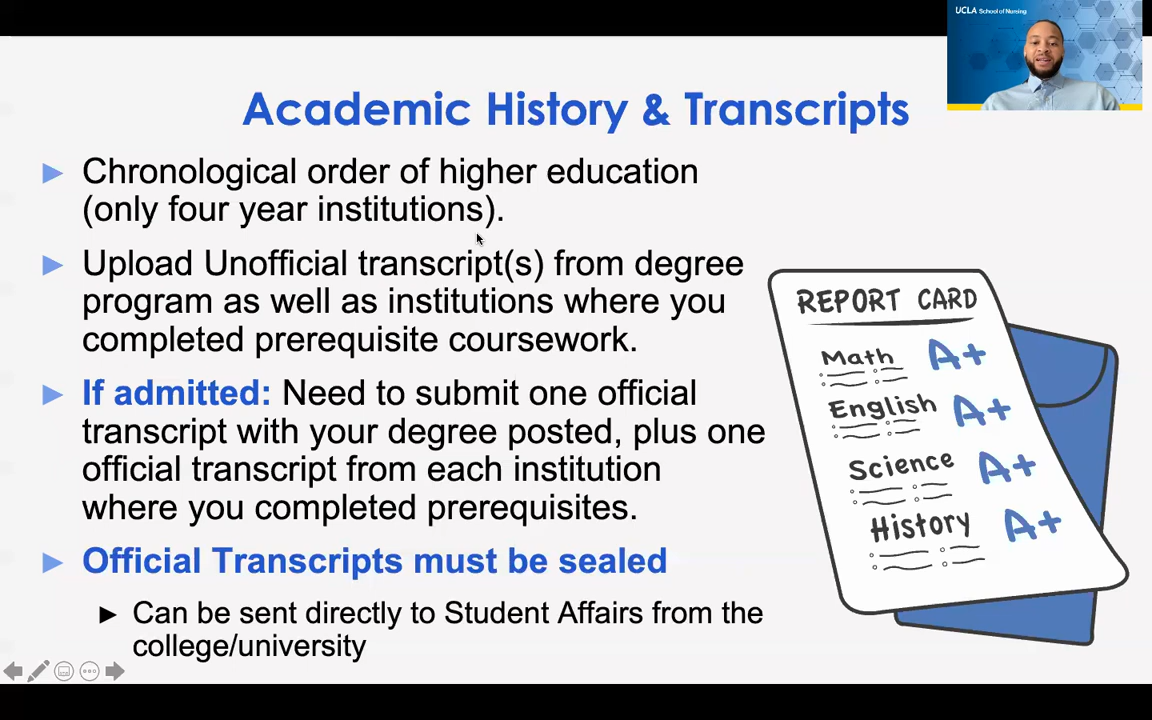 UCLA School of Nursing
Academic History & Transcripts
Chronological order of higher education
(only four year institutions).
Upload Unofficial transcript(s) from degree
program as well as institutions where you
completed prerequisite coursework.
If admitted: Need to submit one official
transcript with your degree posted, plus one
official transcript from each institution
where you completed prerequisites.
Official Transcripts must be sealed
Can be sent directly to Student Affairs from the
college/university
REPORT CARD
Math A+
English A+
Science A+
History A+